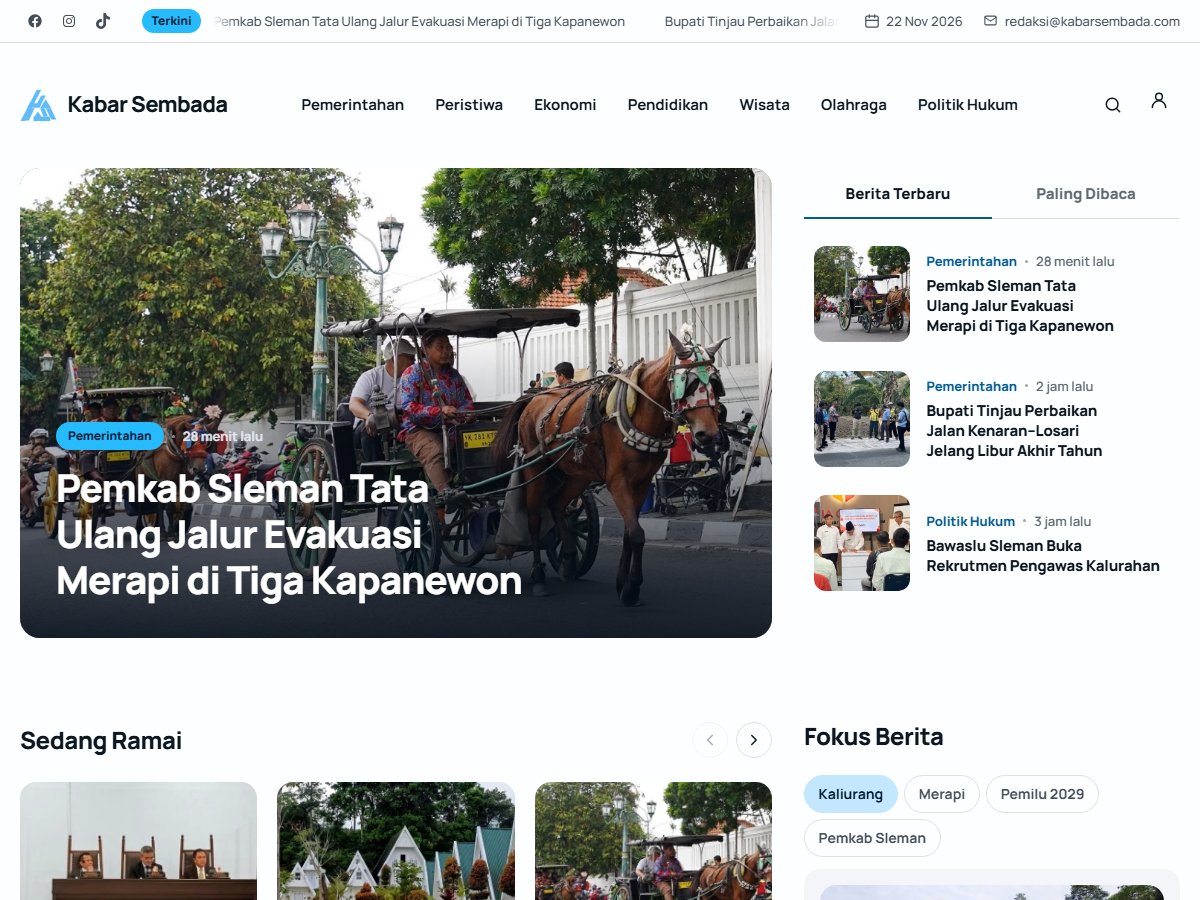 Terkini
Pemkab Sleman Tata Ulang Jalur Evakuasi Merapi di Tiga Kapanewon
Bupati Tinjau Perbaikan
22 Nov 2026
redaksi@kabarsembada.com
Kabar Sembada
Pemerintahan
Peristiwa
Ekonomi
Pendidikan
Wisata
Olahraga
Politik Hukum
Pemerintahan • 28 menit lalu
Pemkab Sleman Tata
Ulang Jalur Evakuasi
Merapi di Tiga Kapanewon
Berita Terbaru
Paling Dibaca
Pemerintahan • 28 menit lalu
Pemkab Sleman Tata
Ulang Jalur Evakuasi
Merapi di Tiga Kapanewon
Pemerintahan • 2 jam lalu
Bupati Tinjau Perbaikan
Jalan Kenaran–Losari
Jelang Libur Akhir Tahun
Politik Hukum • 3 jam lalu
Bawaslu Sleman Buka
Rekrutmen Pengawas Kalurahan
Sedang Ramai
Fokus Berita
Kaliurang
Merapi
Pemilu 2029
Pemkab Sleman